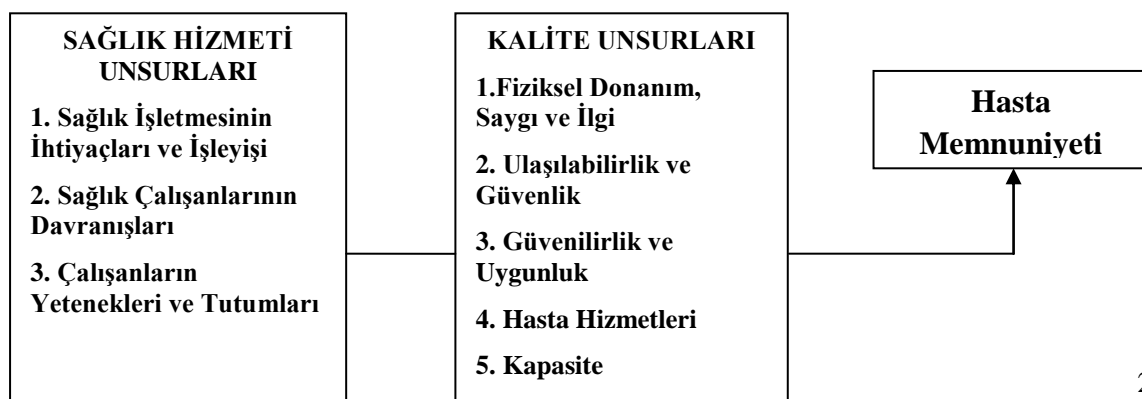 SAĞLIK HİZMETİ
UNSURLARI
1. Sağlık İşletmesinin
İhtiyaçları ve İşleyişi
2. Sağlık Çalışanlarının
Davranışları
3. Çalışanların
Yetenekleri ve Tutumları
KALİTE UNSURLARI
1.Fiziksel Donanım,
Saygı ve İlgi
2. Ulaşılabilirlik ve
Güvenlik
3. Güvenilirlik ve
Uygunluk
4. Hasta Hizmetleri
5. Kapasite
Hasta
Memnuniyeti